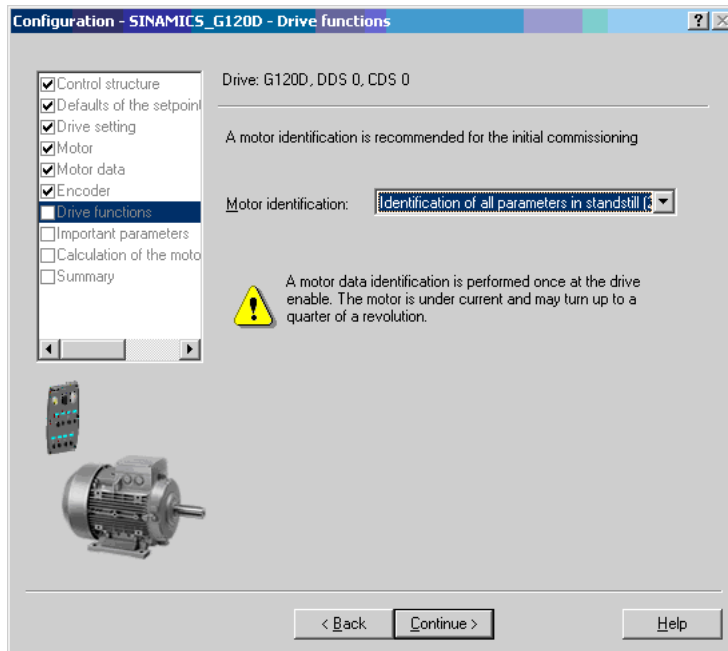 Configuration - SINAMICS_G120D - Drive functions
Control structure
Defaults of the setpoint
Drive setting
Motor
Motor data
Encoder
Drive functions
Important parameters
Calculation of the moto
Summary
Drive: G120D, DDS 0, CDS 0
A motor identification is recommended for the initial commissioning
Motor identification:
Identification of all parameters in standstill (2
A motor data identification is performed once at the drive
enable. The motor is under current and may turn up to a
quarter of a revolution.
< Back
Continue >
Help